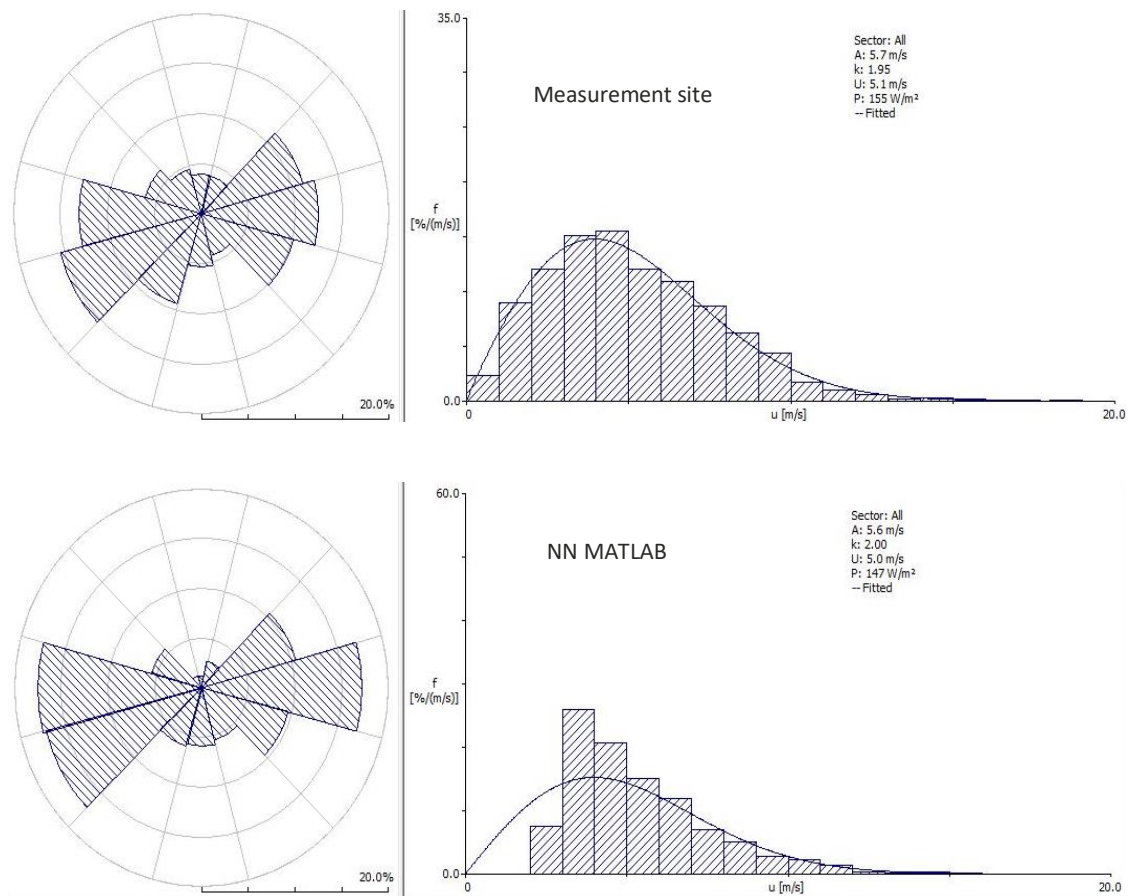 35.0
Sector: All
A: 5.7 m/s
k: 1.95
U: 5.1 m/s
P: 155 W/m²
-- Fitted
Measurement site
f
[%/(m/s)]
20.0%
0.0
0
u [m/s]
20.0
60.0
Sector: All
A: 5.6 m/s
k: 2.00
U: 5.0 m/s
P: 147 W/m²
-- Fitted
NN MATLAB
f
[%/(m/s)]
20.0%
0.0
0
u [m/s]
20.0